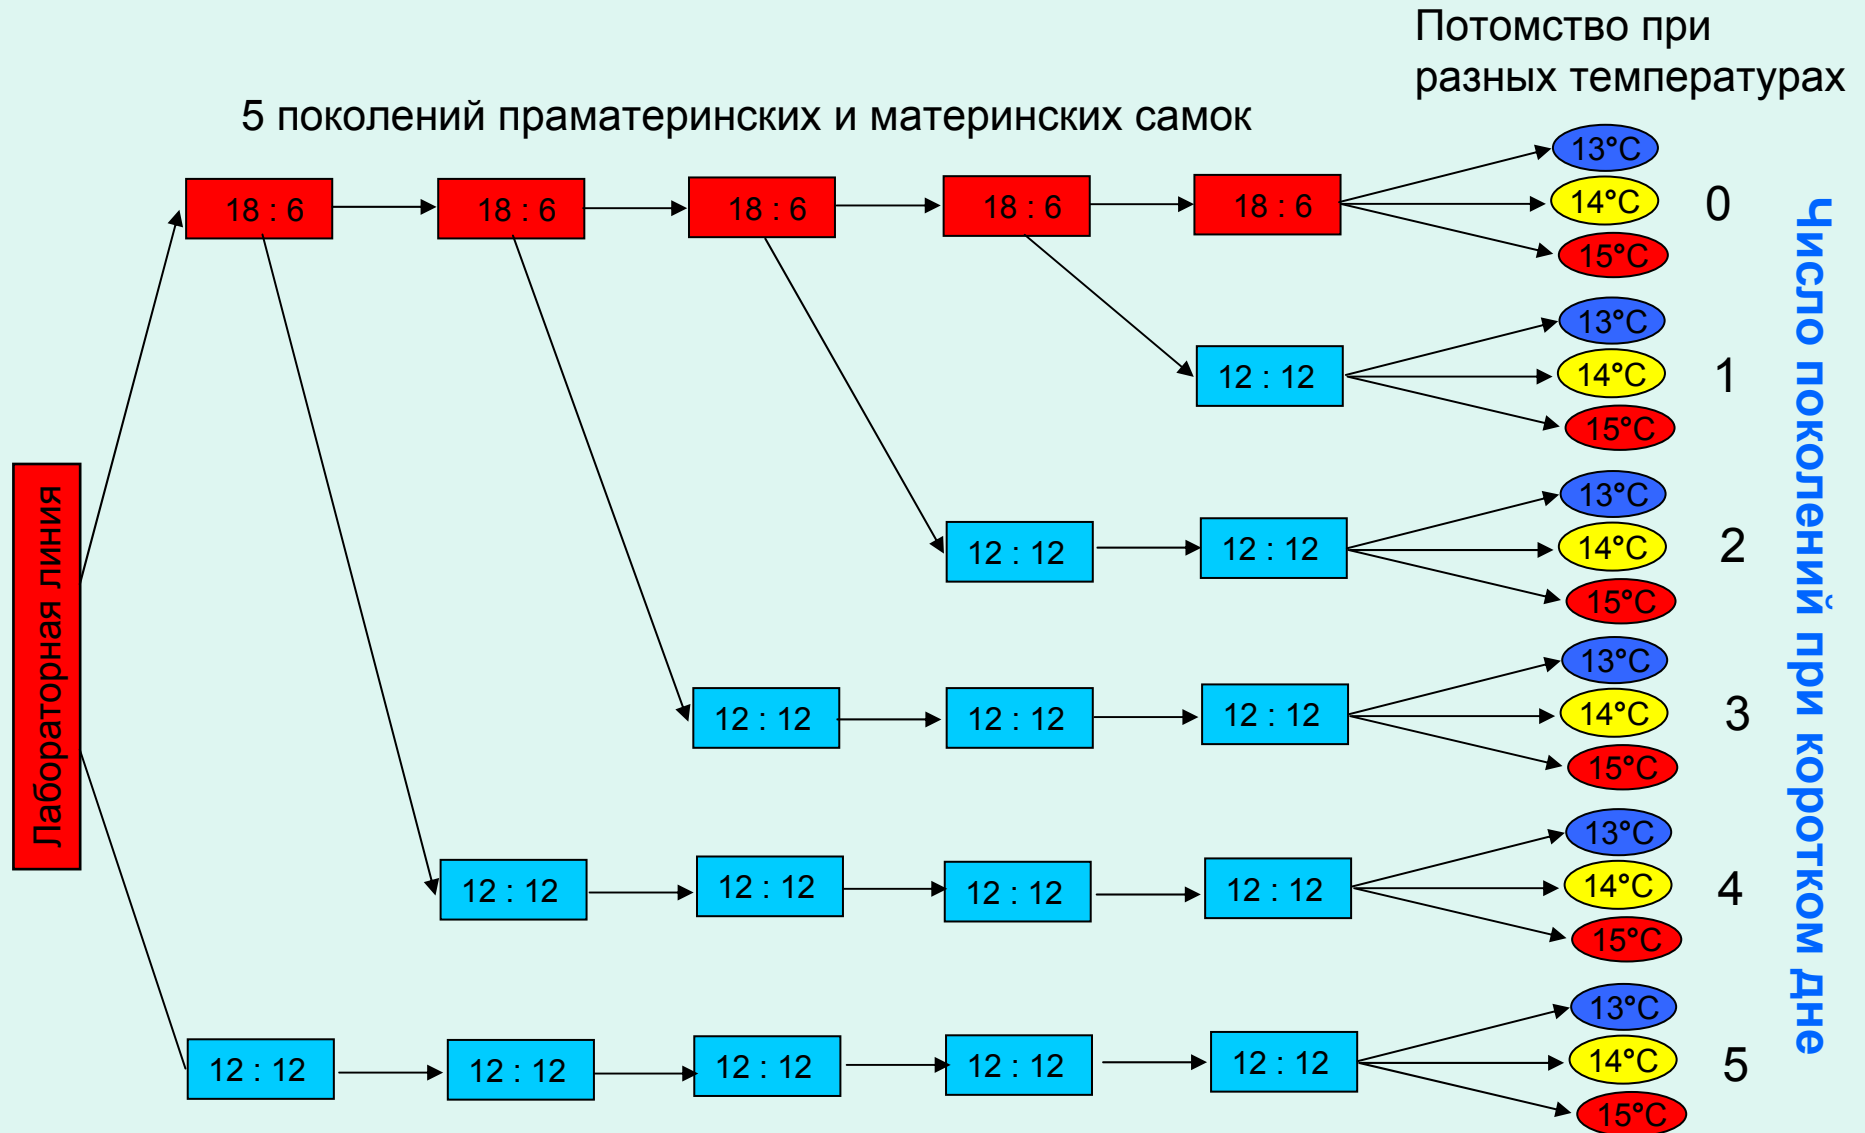 Потомство при
разных температурах
5 поколений праматеринских и материнских самок
Лабораторная линия
18 : 6 18 : 6 18 : 6 18 : 6 18 : 6
13°C
14°C
15°C
0
12 : 12
13°C
14°C
15°C
1
12 : 12 12 : 12
13°C
14°C
15°C
2
12 : 12 12 : 12 12 : 12
13°C
14°C
15°C
3
12 : 12 12 : 12 12 : 12 12 : 12
13°C
14°C
15°C
4
12 : 12 12 : 12 12 : 12 12 : 12 12 : 12
13°C
14°C
15°C
5
Число поколений при коротком дне